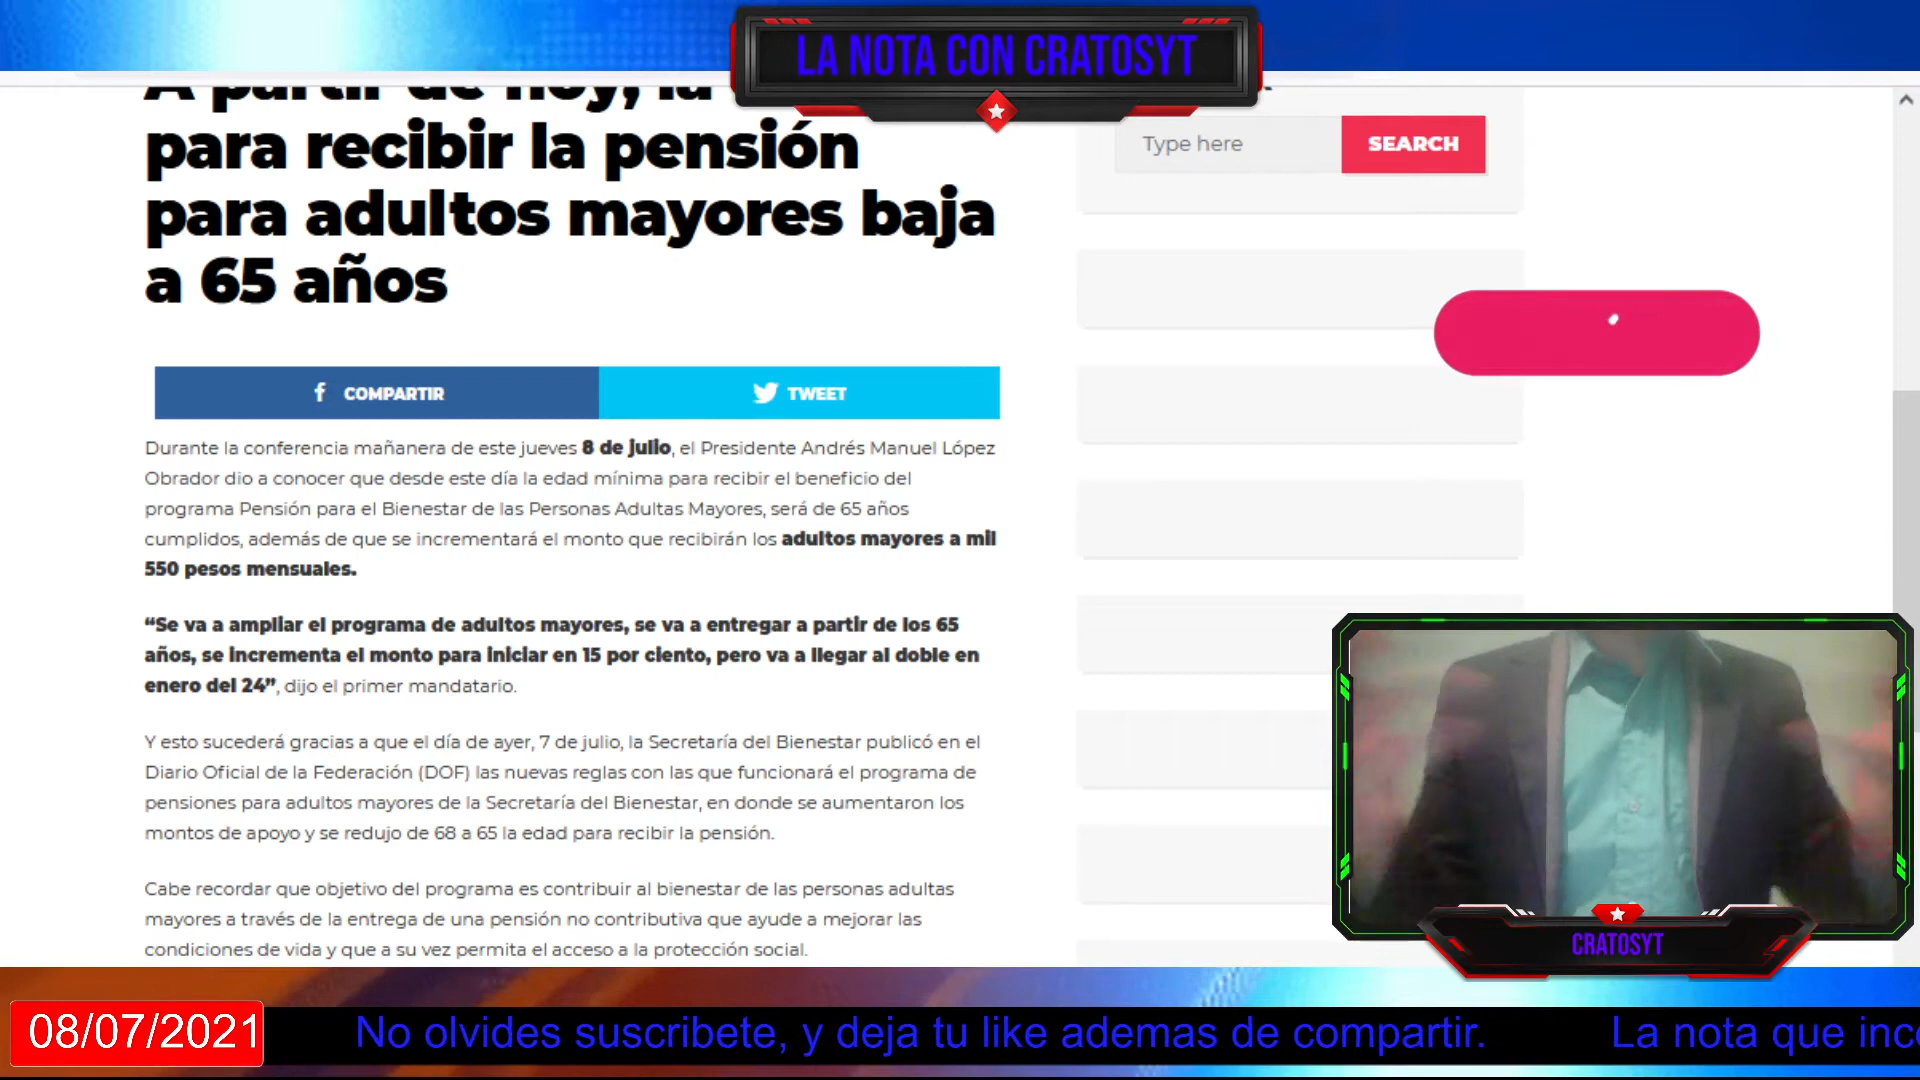 LA NOTA CON CRATOSYT
A partir de hoy, la
para recibir la pensión
para adultos mayores baja
a 65 años
Type here
SEARCH
COMPARTIR
TWEET
Durante la conferencia mañanera de este jueves 8 de julio, el Presidente Andrés Manuel López
Obrador dio a conocer que desde este día la edad mínima para recibir el beneficio del
programa Pensión para el Bienestar de las Personas Adultas Mayores, será de 65 años
cumplidos, además de que se incrementará el monto que recibirán los adultos mayores a mil
550 pesos mensuales.
“Se va a ampliar el programa de adultos mayores, se va a entregar a partir de los 65
años, se incrementa el monto para iniciar en 15 por ciento, pero va a llegar al doble en
enero del 24”, dijo el primer mandatario.
Y esto sucederá gracias a que el día de ayer, 7 de julio, la Secretaría del Bienestar publicó en el
Diario Oficial de la Federación (DOF) las nuevas reglas con las que funcionará el programa de
pensiones para adultos mayores de la Secretaría del Bienestar, en donde se aumentaron los
montos de apoyo y se redujo de 68 a 65 la edad para recibir la pensión.
Cabe recordar que objetivo del programa es contribuir al bienestar de las personas adultas
mayores a través de la entrega de una pensión no contributiva que ayude a mejorar las
condiciones de vida y que a su vez permita el acceso a la protección social.
CRATOSYT
08/07/2021
No olvides suscribete, y deja tu like ademas de compartir.
La nota que